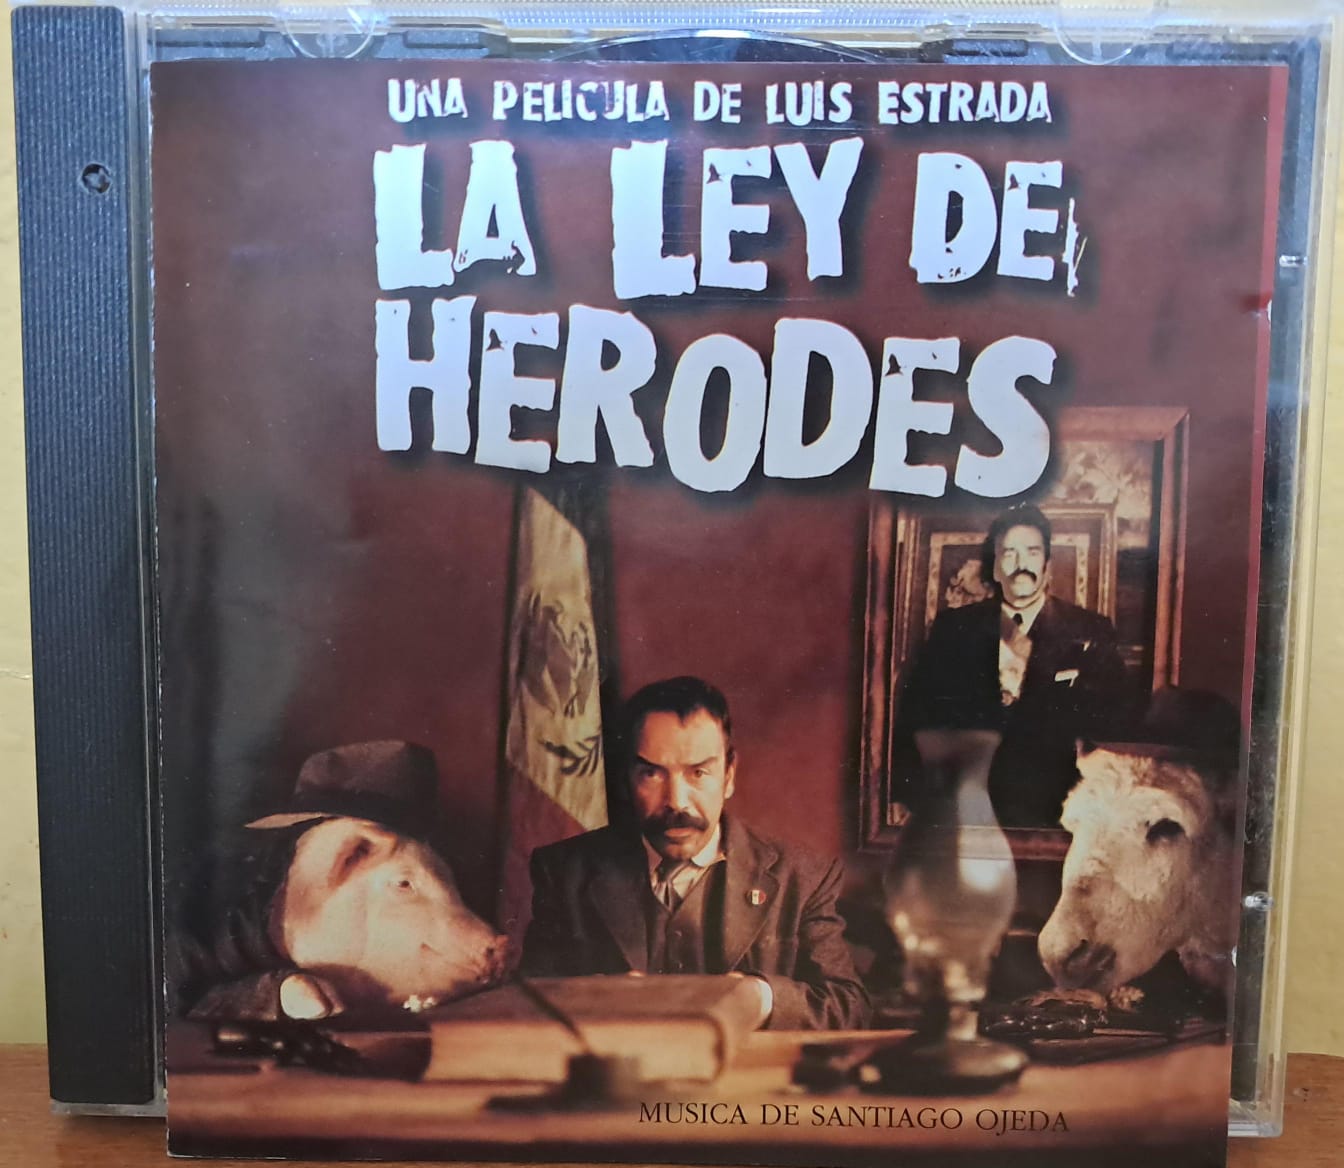 UNA PELICULA DE LUIS ESTRADA
LA LEY DE
HERODES
MUSICA DE SANTIAGO OJEDA